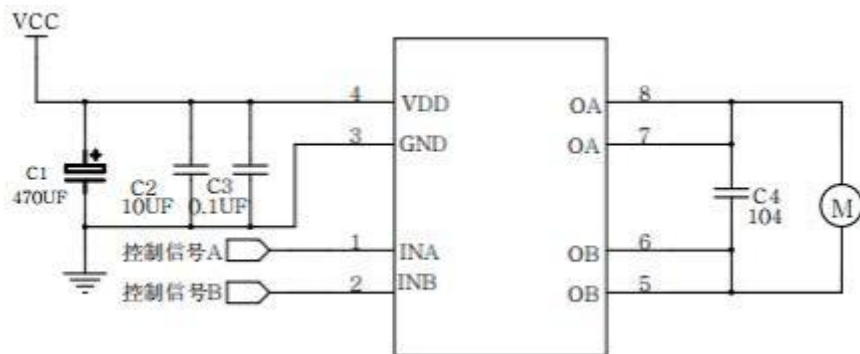 VCC
4 VDD OA 8
3 GND OA 7
C1
470UF
C2 C3
10UF 0.1UF
C4
104
M
控制信号A 1 INA OB 6
控制信号B 2 INB OB 5